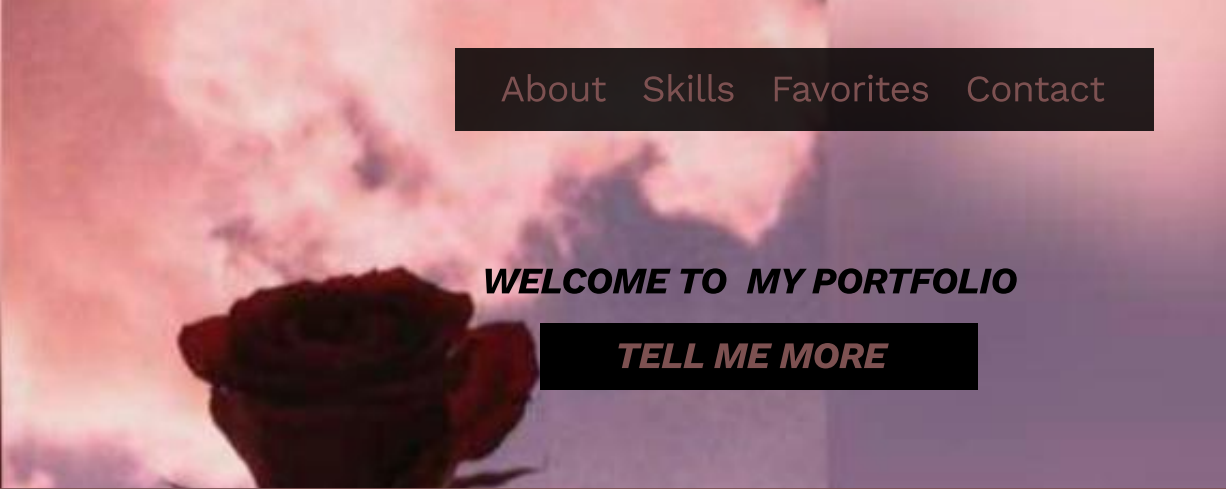 About Skills Favorites Contact
WELCOME TO MY PORTFOLIO
TELL ME MORE